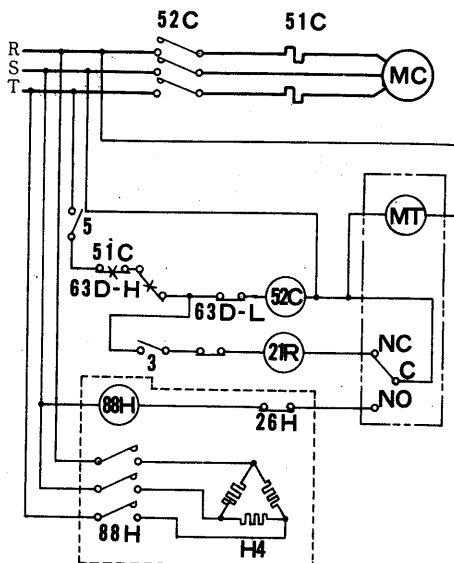 52C 51C
R
S
T
MC
5
51C
63D-H
63D-L
52C
MT
3
21R
NC
C
NO
88H
26H
88H
H4